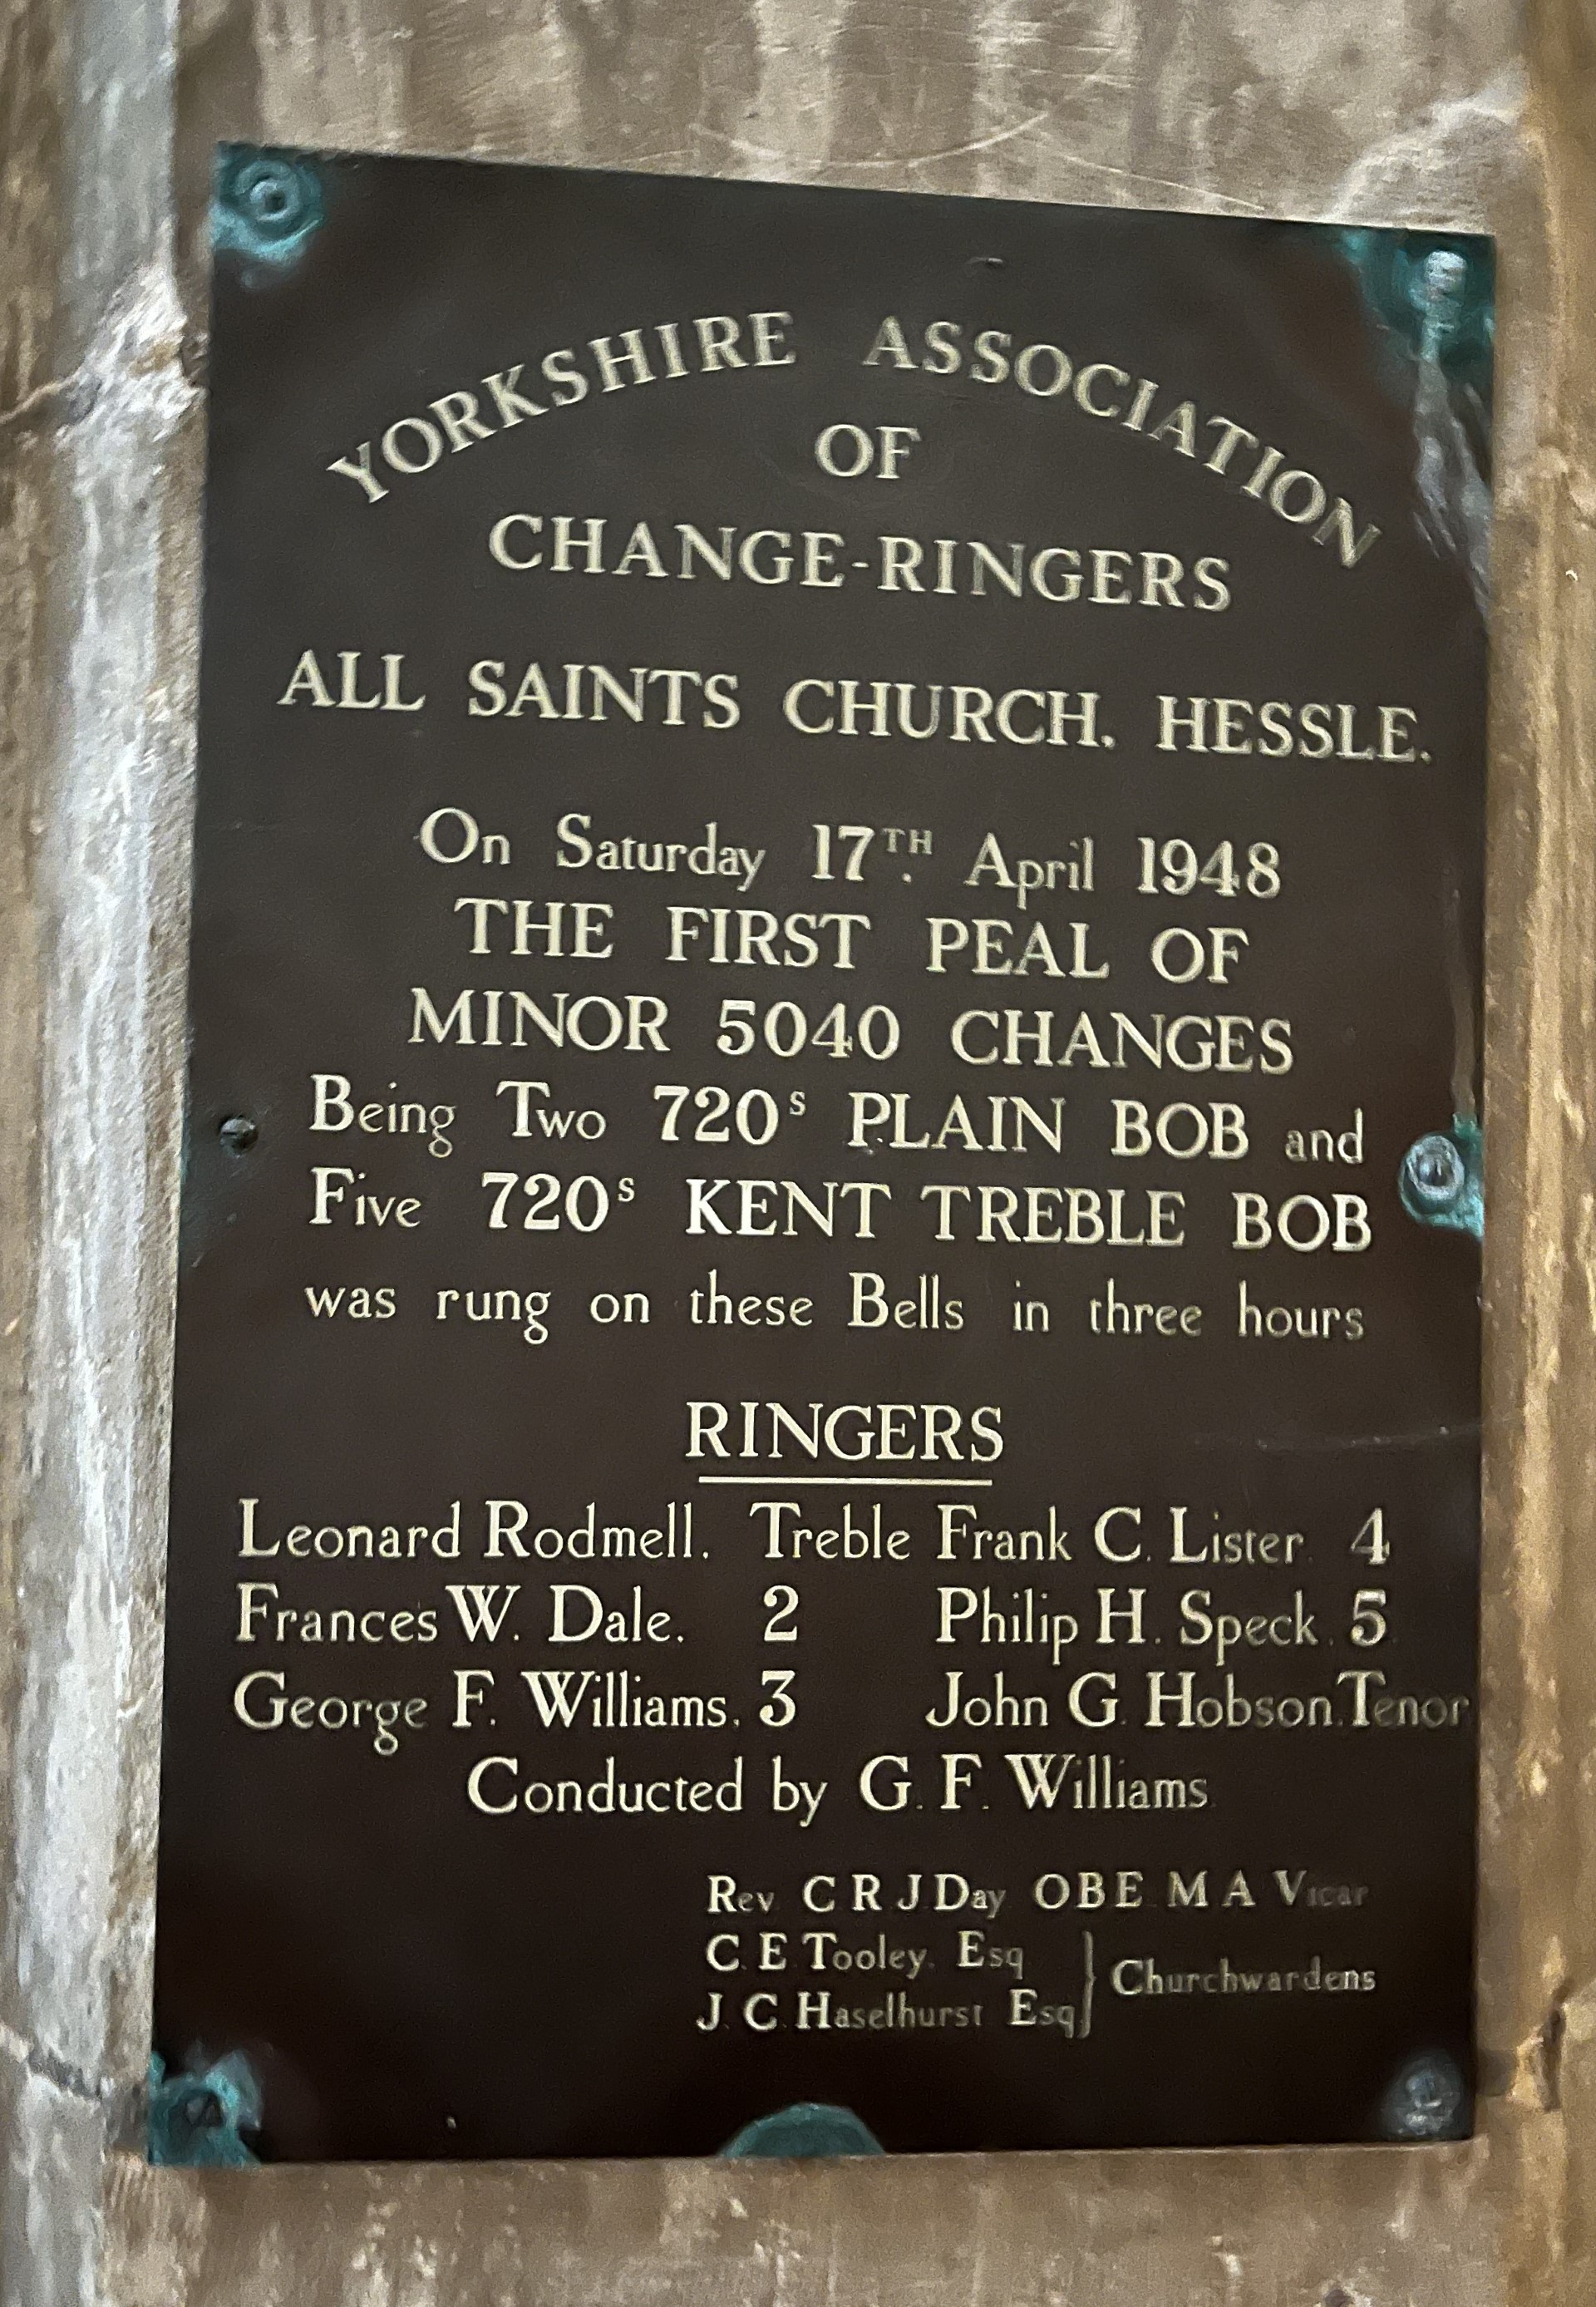 YORKSHIRE ASSOCIATION
OF
CHANGE-RINGERS
ALL SAINTS CHURCH. HESSLE.
On Saturday 17TH. April 1948
THE FIRST PEAL OF
MINOR 5040 CHANGES
Being Two 720s PLAIN BOB and
Five 720s KENT TREBLE BOB
was rung on these Bells in three hours
RINGERS
Leonard Rodmell. Treble Frank C. Lister. 4
Frances W. Dale. 2 Philip H. Speck. 5
George F. Williams. 3 John G. Hobson. Tenor
Conducted by G. F. Williams.
Rev C R J Day OBE M A Vicar
C. E Tooley. Esq } Churchwardens
J. C. Haselhurst Esq